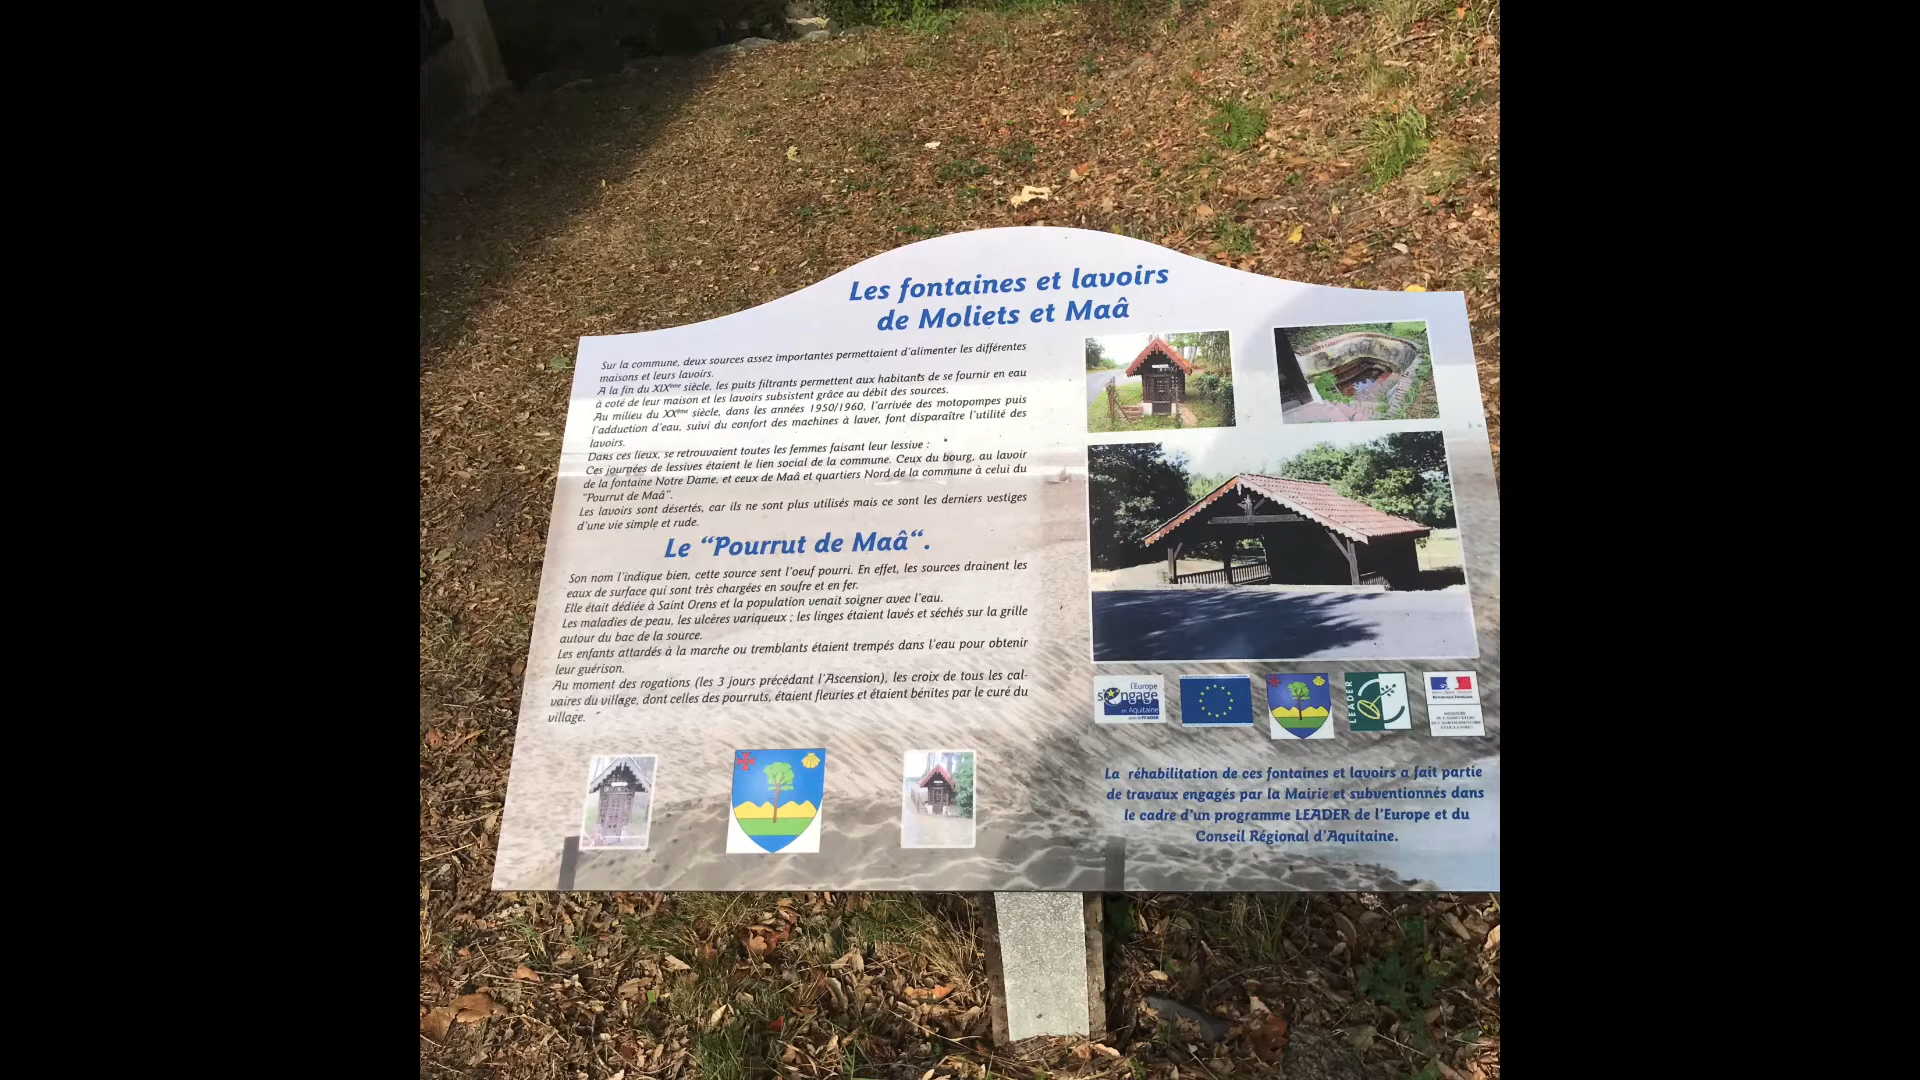 Les fontaines et lavoirs
de Moliets et Maâ
Sur la commune, deux sources assez importantes permettaient d'alimenter les différentes
maisons et leurs lavoirs.
A la fin du XIXème siècle, les puits filtrants permettent aux habitants de se fournir en eau
à coté de leur maison et les lavoirs subsistent grâce au débit des sources.
Au milieu du XXème siècle, dans les années 1950/1960, l'arrivée des motopompes puis
l'adduction d'eau, suivi du confort des machines à laver, font disparaître l'utilité des
lavoirs.
Dans ces lieux, se retrouvaient toutes les femmes faisant leur lessive :
Ces journées de lessives étaient le lien social de la commune. Ceux du bourg, au lavoir
de la fontaine Notre Dame, et ceux de Maâ et quartiers Nord de la commune à celui du
"Pourrut de Maâ".
Les lavoirs sont désertés, car ils ne sont plus utilisés mais ce sont les derniers vestiges
d'une vie simple et rude.
Le “Pourrut de Maâ“.
Son nom l'indique bien, cette source sent l'oeuf pourri. En effet, les sources drainent les
eaux de surface qui sont très chargées en soufre et en fer.
Elle était dédiée à Saint Orens et la population venait soigner avec l'eau.
Les maladies de peau, les ulcères variqueux ; les linges étaient lavés et séchés sur la grille
autour du bac de la source.
Les enfants attardés à la marche ou tremblants étaient trempés dans l'eau pour obtenir
leur guérison.
Au moment des rogations (les 3 jours précédant l'Ascension), les croix de tous les cal-
vaires du village, dont celles des pourruts, étaient fleuries et étaient bénites par le curé du
village.
l'Europe
s'engage
en Aquitaine
avec le FEADER
LEADER
RÉPUBLIQUE FRANÇAISE
La réhabilitation de ces fontaines et lavoirs a fait partie
de travaux engagés par la Mairie et subventionnés dans
le cadre d'un programme LEADER de l'Europe et du
Conseil Régional d'Aquitaine.